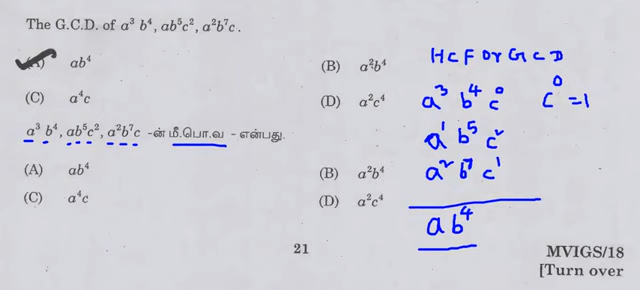 The G.C.D. of a³ b⁴, ab⁵c², a²b⁷c.
(A) ab⁴ (B) a²b⁴
(C) a⁴c (D) a²c⁴
a³ b⁴, ab⁵c², a²b⁷c -ன் மீ.பொ.வ - என்பது.
(A) ab⁴ (B) a²b⁴
(C) a⁴c (D) a²c⁴
HCF or GCD
a³ b⁴ c⁰ c⁰ = 1
a¹ b⁵ c²
a² b⁷ c¹
ab⁴
21
MVIGS/18
[Turn over